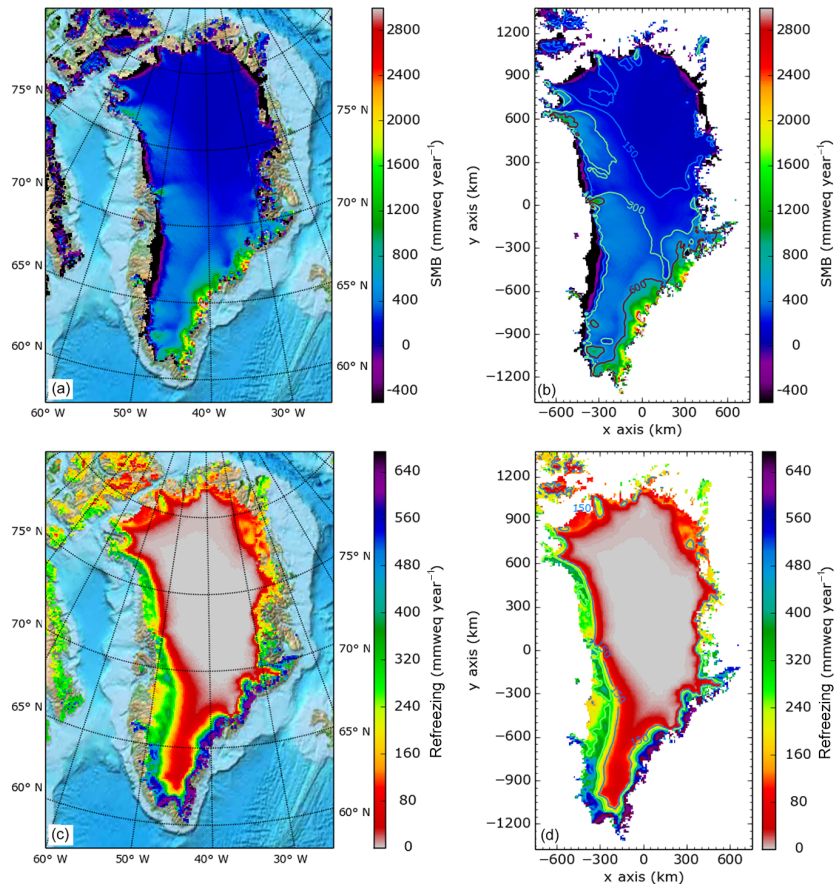 75° N
70° N
65° N
60° N
75° N
70° N
65° N
60° N
60° W
50° W
40° W
30° W
(a)
2800
2400
2000
1600
1200
800
400
0
−400
SMB (mmweq year⁻¹)
1200
900
600
300
0
−300
−600
−900
−1200
y axis (km)
−600
−300
0
300
600
x axis (km)
(b)
150
150
300
600
2800
2400
2000
1600
1200
800
400
0
−400
SMB (mmweq year⁻¹)
75° N
70° N
65° N
60° N
75° N
70° N
65° N
60° N
60° W
50° W
40° W
30° W
(c)
640
560
480
400
320
240
160
80
0
Refreezing (mmweq year⁻¹)
1200
900
600
300
0
−300
−600
−900
−1200
y axis (km)
−600
−300
0
300
600
x axis (km)
(d)
150
150
640
560
480
400
320
240
160
80
0
Refreezing (mmweq year⁻¹)